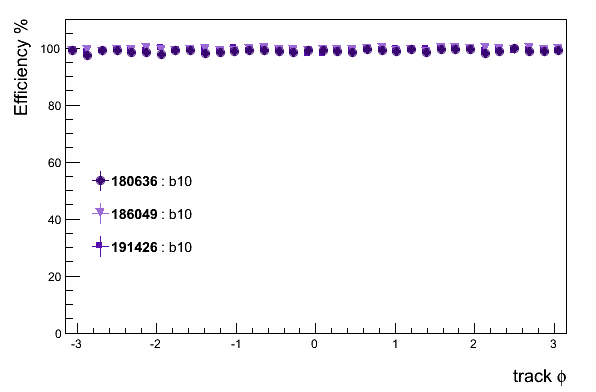 Efficiency %
100
80
60
40
20
0
180636 : b10
186049 : b10
191426 : b10
-3 -2 -1 0 1 2 3
track ϕ